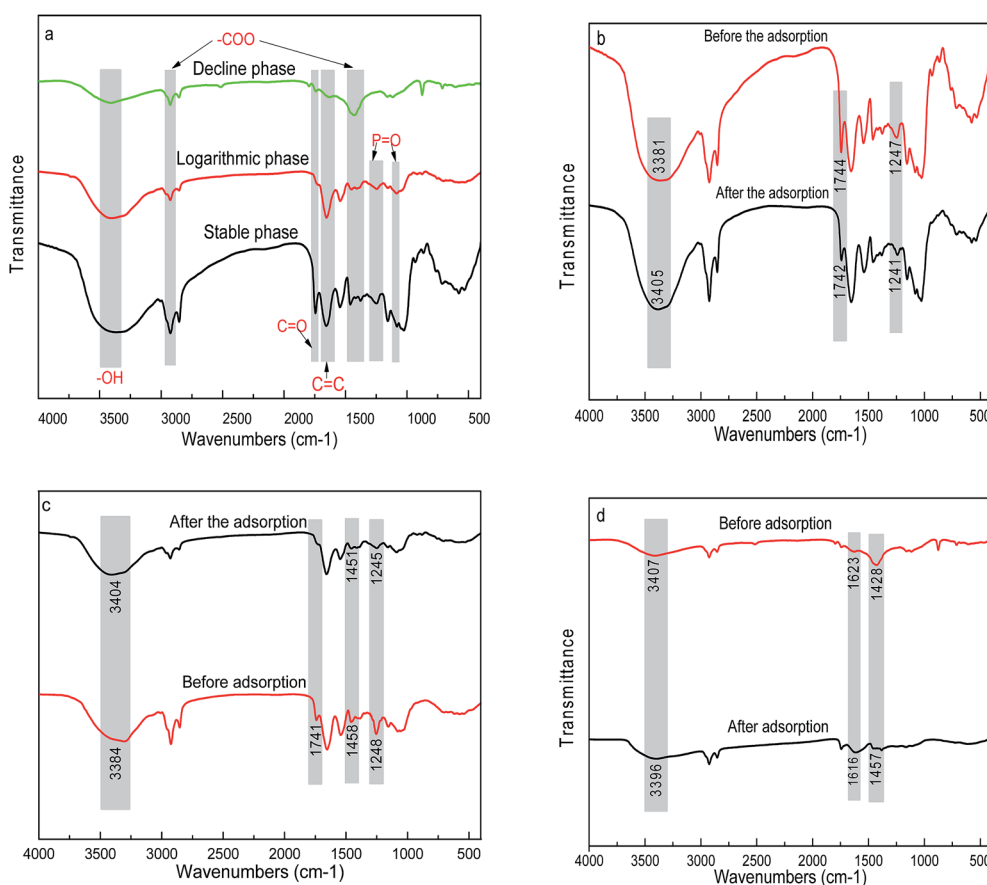 a
-COO
Decline phase
P=O
Logarithmic phase
Stable phase
C=O
-OH
C=C
4000 3500 3000 2500 2000 1500 1000 500
Wavenumbers (cm-1)
Transmittance
b
Before the adsorption
3381
1744
1247
After the adsorption
3405
1742
1241
4000 3500 3000 2500 2000 1500 1000 500
Wavenumbers (cm-1)
Transmittance
c
After the adsorption
3404
1451
1245
Before adsorption
3384
1741
1458
1248
4000 3500 3000 2500 2000 1500 1000 500
Wavenumbers (cm-1)
d
Before adsorption
3407
1623
1428
After adsorption
3396
1616
1457
4000 3500 3000 2500 2000 1500 1000 500
Wavenumbers (cm-1)
Transmittance